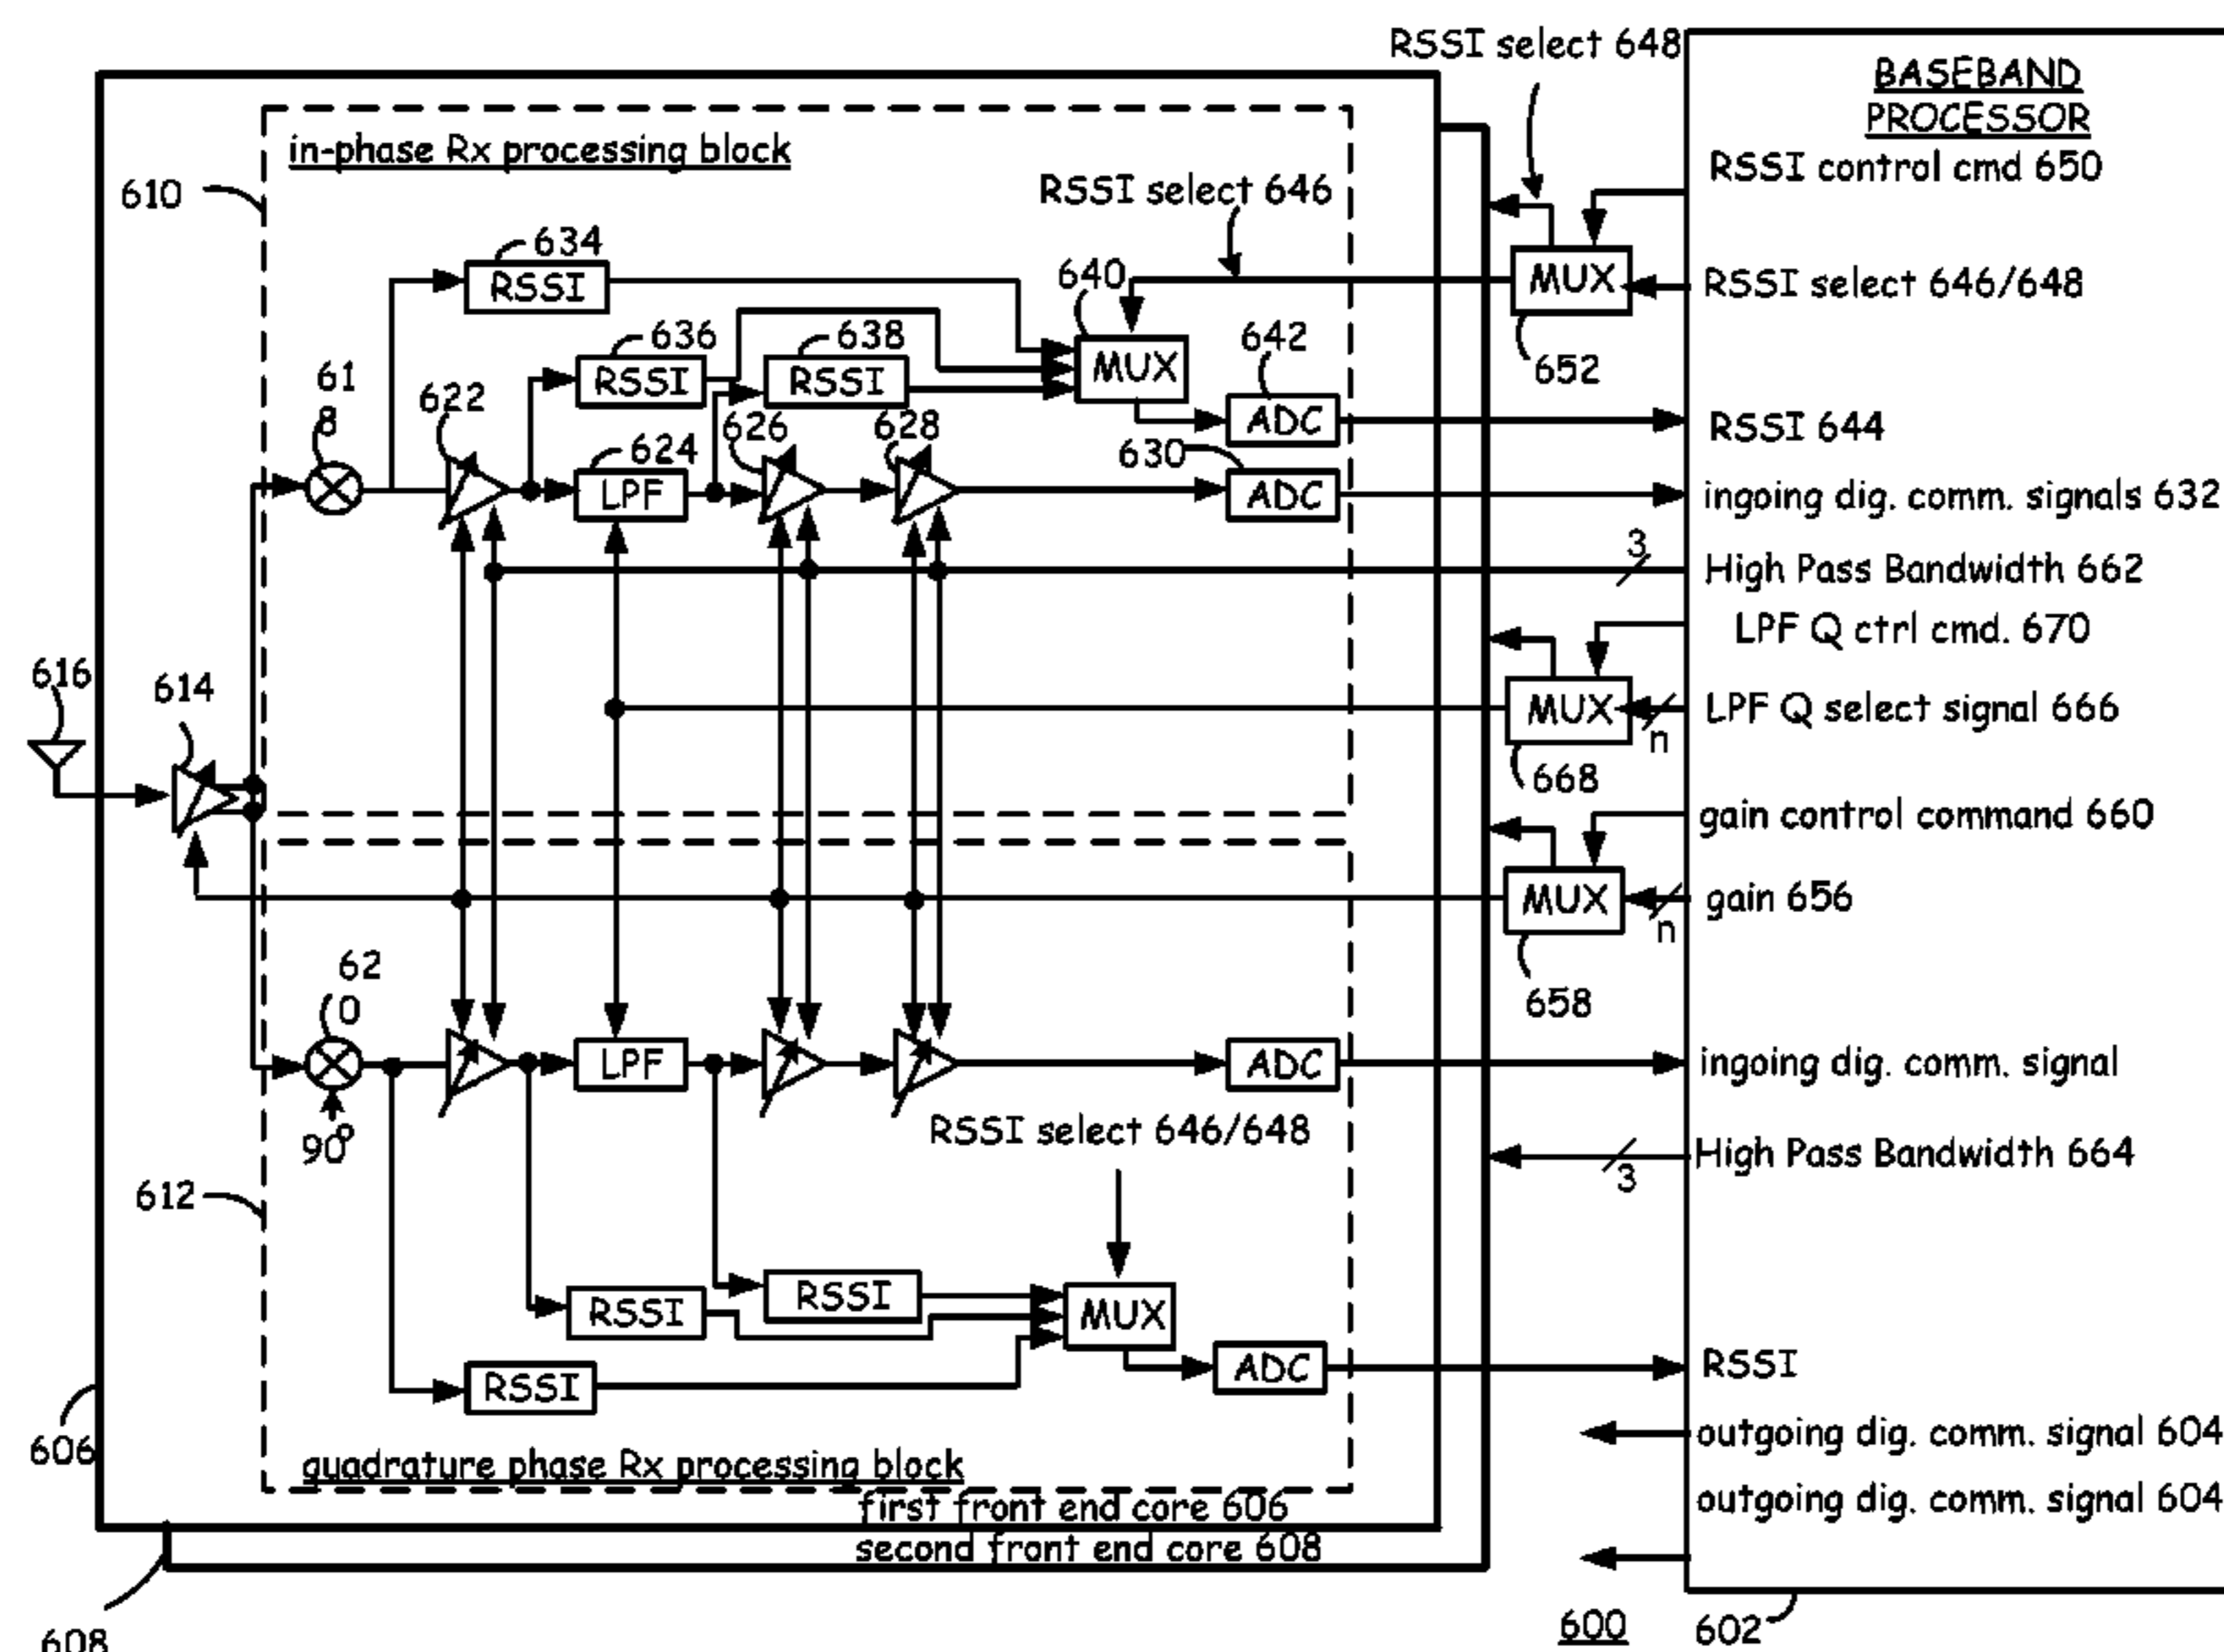 RSSI select 648
BASEBAND
PROCESSOR
in-phase Rx processing block
RSSI control cmd 650
610
RSSI select 646
634
RSSI
640
MUX
RSSI select 646/648
636
638
642
MUX
652
RSSI
RSSI
61
8
622
626
628
ADC
RSSI 644
624
630
LPF
ADC
ingoing dig. comm. signals 632
3
High Pass Bandwidth 662
LPF Q ctrl cmd. 670
616
614
MUX
LPF Q select signal 666
n
668
gain control command 660
MUX
gain 656
n
658
62
0
LPF
ADC
ingoing dig. comm. signal
90°
RSSI select 646/648
High Pass Bandwidth 664
3
612
RSSI
RSSI
MUX
RSSI
ADC
RSSI
606
quadrature phase Rx processing block
outgoing dig. comm. signal 604
first front end core 606
outgoing dig. comm. signal 604
second front end core 608
608
600
602